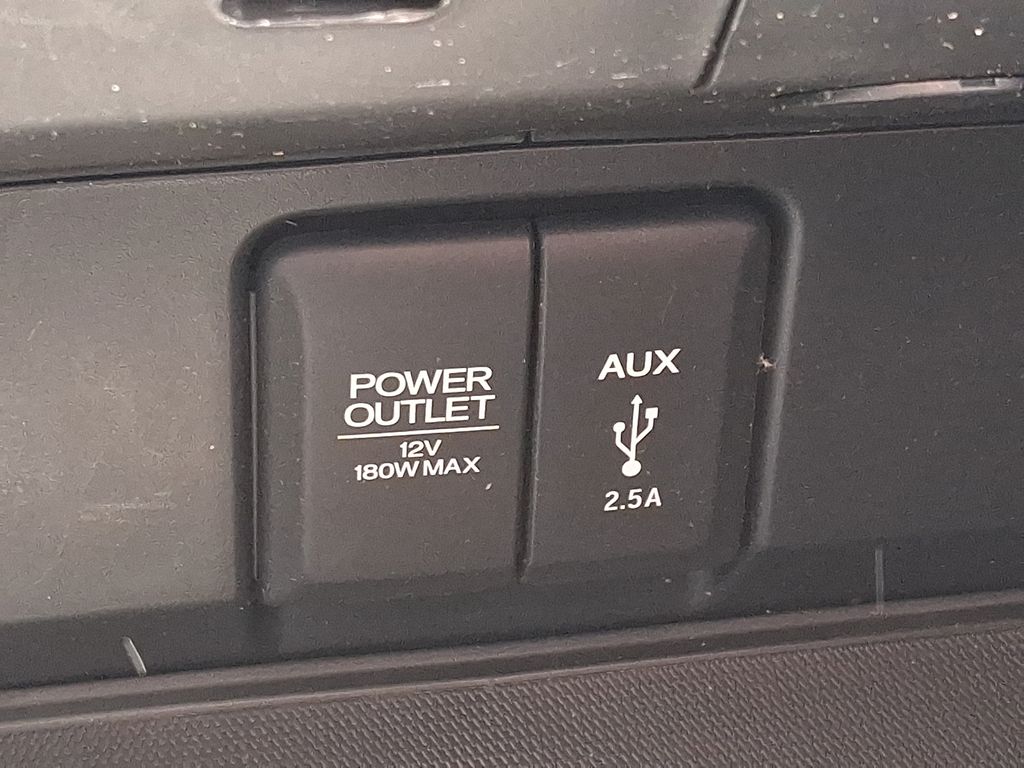 POWER
OUTLET
12V
180W MAX
AUX
2.5A